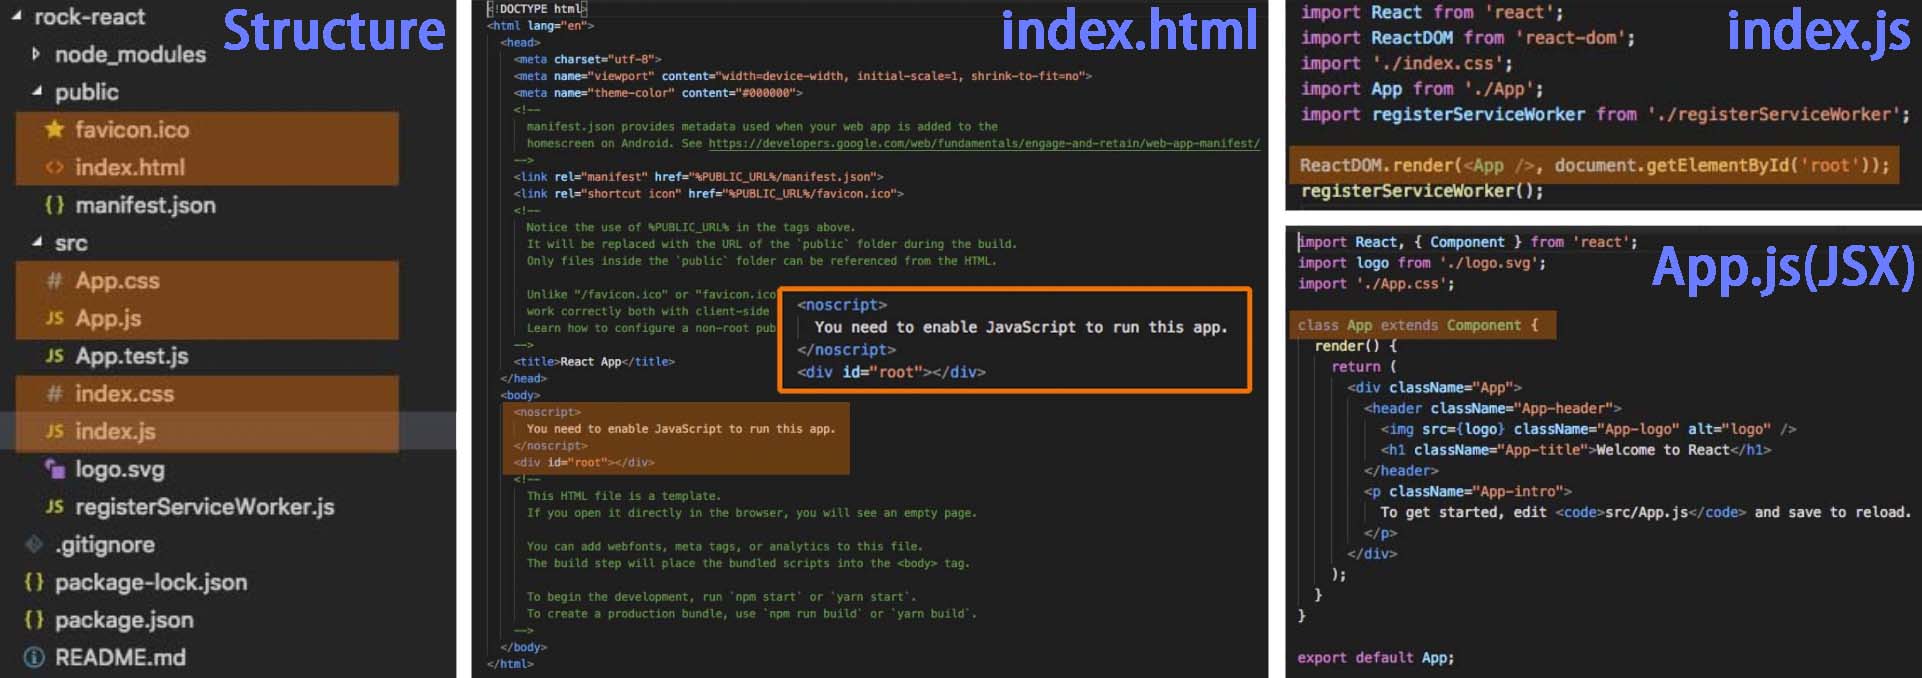 rock-react
Structure
node_modules
public
favicon.ico
<> index.html
{} manifest.json
src
# App.css
JS App.js
JS App.test.js
# index.css
JS index.js
logo.svg
JS registerServiceWorker.js
.gitignore
{} package-lock.json
{} package.json
README.md
index.html
<!DOCTYPE html>
<html lang="en">
<head>
<meta charset="utf-8">
<meta name="viewport" content="width=device-width, initial-scale=1, shrink-to-fit=no">
<meta name="theme-color" content="#000000">
<!--
manifest.json provides metadata used when your web app is added to the
homescreen on Android. See https://developers.google.com/web/fundamentals/engage-and-retain/web-app-manifest/
-->
<link rel="manifest" href="%PUBLIC_URL%/manifest.json">
<link rel="shortcut icon" href="%PUBLIC_URL%/favicon.ico">
<!--
Notice the use of %PUBLIC_URL% in the tags above.
It will be replaced with the URL of the `public` folder during the build.
Only files inside the `public` folder can be referenced from the HTML.
Unlike "/favicon.ico" or "favicon.ico
work correctly both with client-side
Learn how to configure a non-root pub
-->
<title>React App</title>
</head>
<body>
<noscript>
You need to enable JavaScript to run this app.
</noscript>
<div id="root"></div>
<!--
This HTML file is a template.
If you open it directly in the browser, you will see an empty page.
You can add webfonts, meta tags, or analytics to this file.
The build step will place the bundled scripts into the <body> tag.
To begin the development, run `npm start` or `yarn start`.
To create a production bundle, use `npm run build` or `yarn build`.
-->
</body>
</html>
<noscript>
You need to enable JavaScript to run this app.
</noscript>
<div id="root"></div>
index.js
import React from 'react';
import ReactDOM from 'react-dom';
import './index.css';
import App from './App';
import registerServiceWorker from './registerServiceWorker';
ReactDOM.render(<App />, document.getElementById('root'));
registerServiceWorker();
App.js(JSX)
import React, { Component } from 'react';
import logo from './logo.svg';
import './App.css';
class App extends Component {
render() {
return (
<div className="App">
<header className="App-header">
<img src={logo} className="App-logo" alt="logo" />
<h1 className="App-title">Welcome to React</h1>
</header>
<p className="App-intro">
To get started, edit <code>src/App.js</code> and save to reload.
</p>
</div>
);
}
}
export default App;